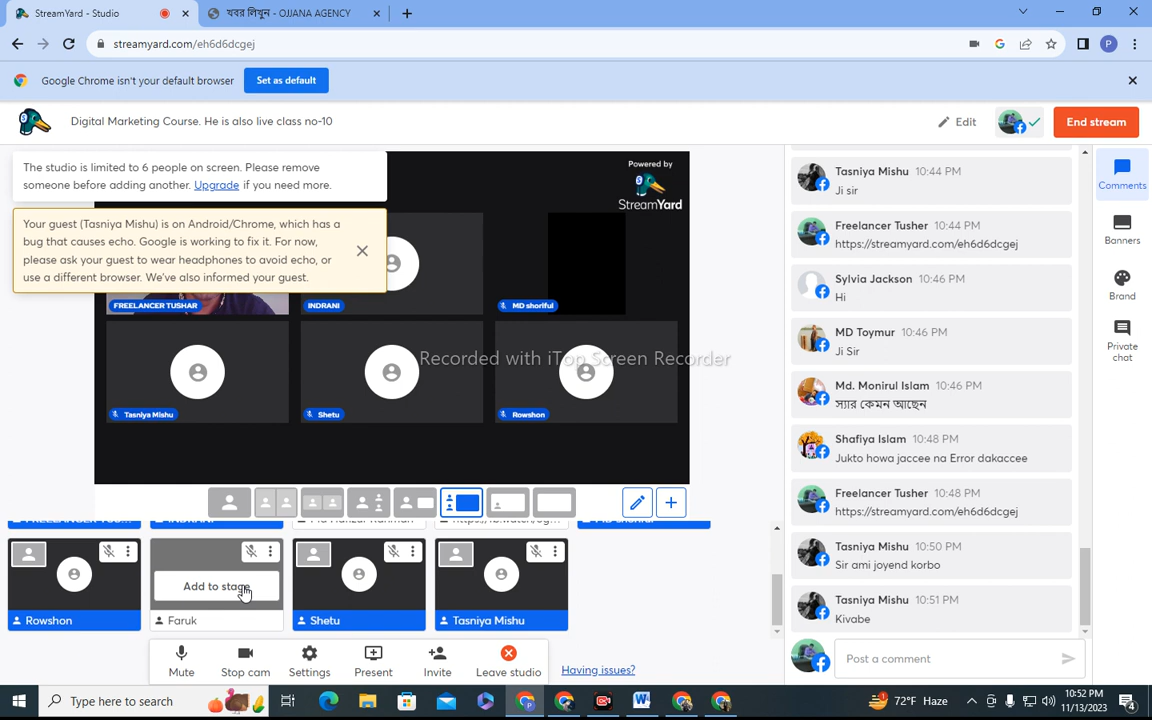 StreamYard - Studio
খবর লিখুন - OJJANA AGENCY
streamyard.com/eh6d6dcgej
P
Google Chrome isn't your default browser
Set as default
Digital Marketing Course. He is also live class no-10
Edit
End stream
The studio is limited to 6 people on screen. Please remove
someone before adding another. Upgrade if you need more.
Your guest (Tasniya Mishu) is on Android/Chrome, which has a
bug that causes echo. Google is working to fix it. For now,
please ask your guest to wear headphones to avoid echo, or
use a different browser. We've also informed your guest.
Powered by
StreamYard
FREELANCER TUSHAR
INDRANI
MD shoriful
Recorded with iTop Screen Recorder
Tasniya Mishu
Shetu
Rowshon
Add to stage
Rowshon
Faruk
Shetu
Tasniya Mishu
Mute
Stop cam
Settings
Present
Invite
Leave studio
Having issues?
Tasniya Mishu 10:44 PM
Ji sir
Freelancer Tusher 10:44 PM
https://streamyard.com/eh6d6dcgej
Sylvia Jackson 10:46 PM
Hi
MD Toymur 10:46 PM
Ji Sir
Md. Monirul Islam 10:46 PM
স্যার কেমন আছেন
Shafiya Islam 10:48 PM
Jukto howa jaccee na Error dakaccee
Freelancer Tusher 10:48 PM
https://streamyard.com/eh6d6dcgej
Tasniya Mishu 10:50 PM
Sir ami joyend korbo
Tasniya Mishu 10:51 PM
Kivabe
Post a comment
Comments
Banners
Brand
Private
chat
Type here to search
72°F Haze
10:52 PM
11/13/2023
4